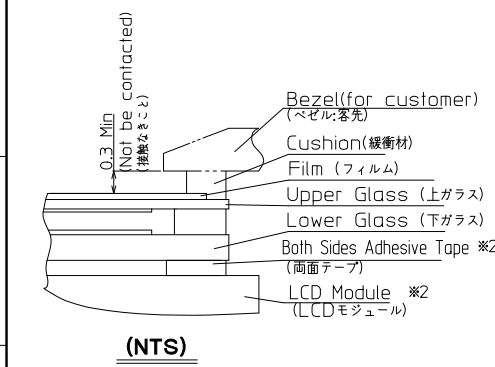 0.3 Min
(Not be contacted)
(接触なきこと)
Bezel(for customer)
(ベゼル:客先)
Cushion(緩衝材)
Film (フィルム)
Upper Glass (上ガラス)
Lower Glass (下ガラス)
Both Sides Adhesive Tape ※2
(両面テープ)
LCD Module ※2
(LCDモジュール)
(NTS)